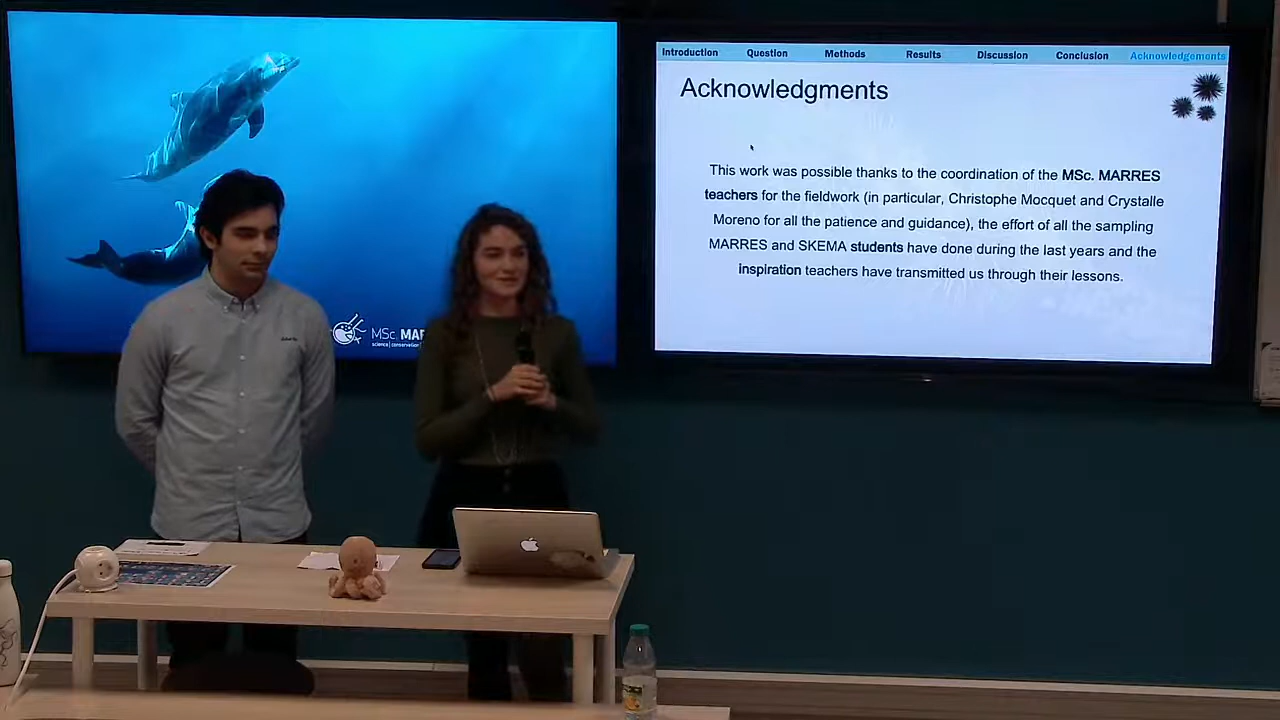 Introduction Question Methods Results Discussion Conclusion Acknowledgements
Acknowledgments
This work was possible thanks to the coordination of the MSc. MARRES
teachers for the fieldwork (in particular, Christophe Mocquet and Crystalle
Moreno for all the patience and guidance), the effort of all the sampling
MARRES and SKEMA students have done during the last years and the
inspiration teachers have transmitted us through their lessons.
MSc. MAR
science | conservation